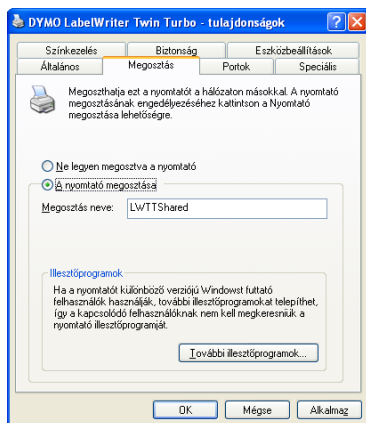 DYMO LabelWriter Twin Turbo - tulajdonságok
Színkezelés Biztonság Eszközbeállítások
Általános Megosztás Portok Speciális
Megoszthatja ezt a nyomtatót a hálózaton másokkal. A nyomtató
megosztásának engedélyezéséhez kattintson a Nyomtató
megosztása lehetőségre.
Ne legyen megosztva a nyomtató
A nyomtató megosztása
Megosztás neve: LWTTShared
Illesztőprogramok
Ha a nyomtatót különböző verziójú Windowst futtató
felhasználók használják, további illesztőprogramokat telepíthet,
így a kapcsolódó felhasználóknak nem kell megkeresniük a
nyomtató illesztőprogramját.
További illesztőprogramok...
OK Mégse Alkalmaz